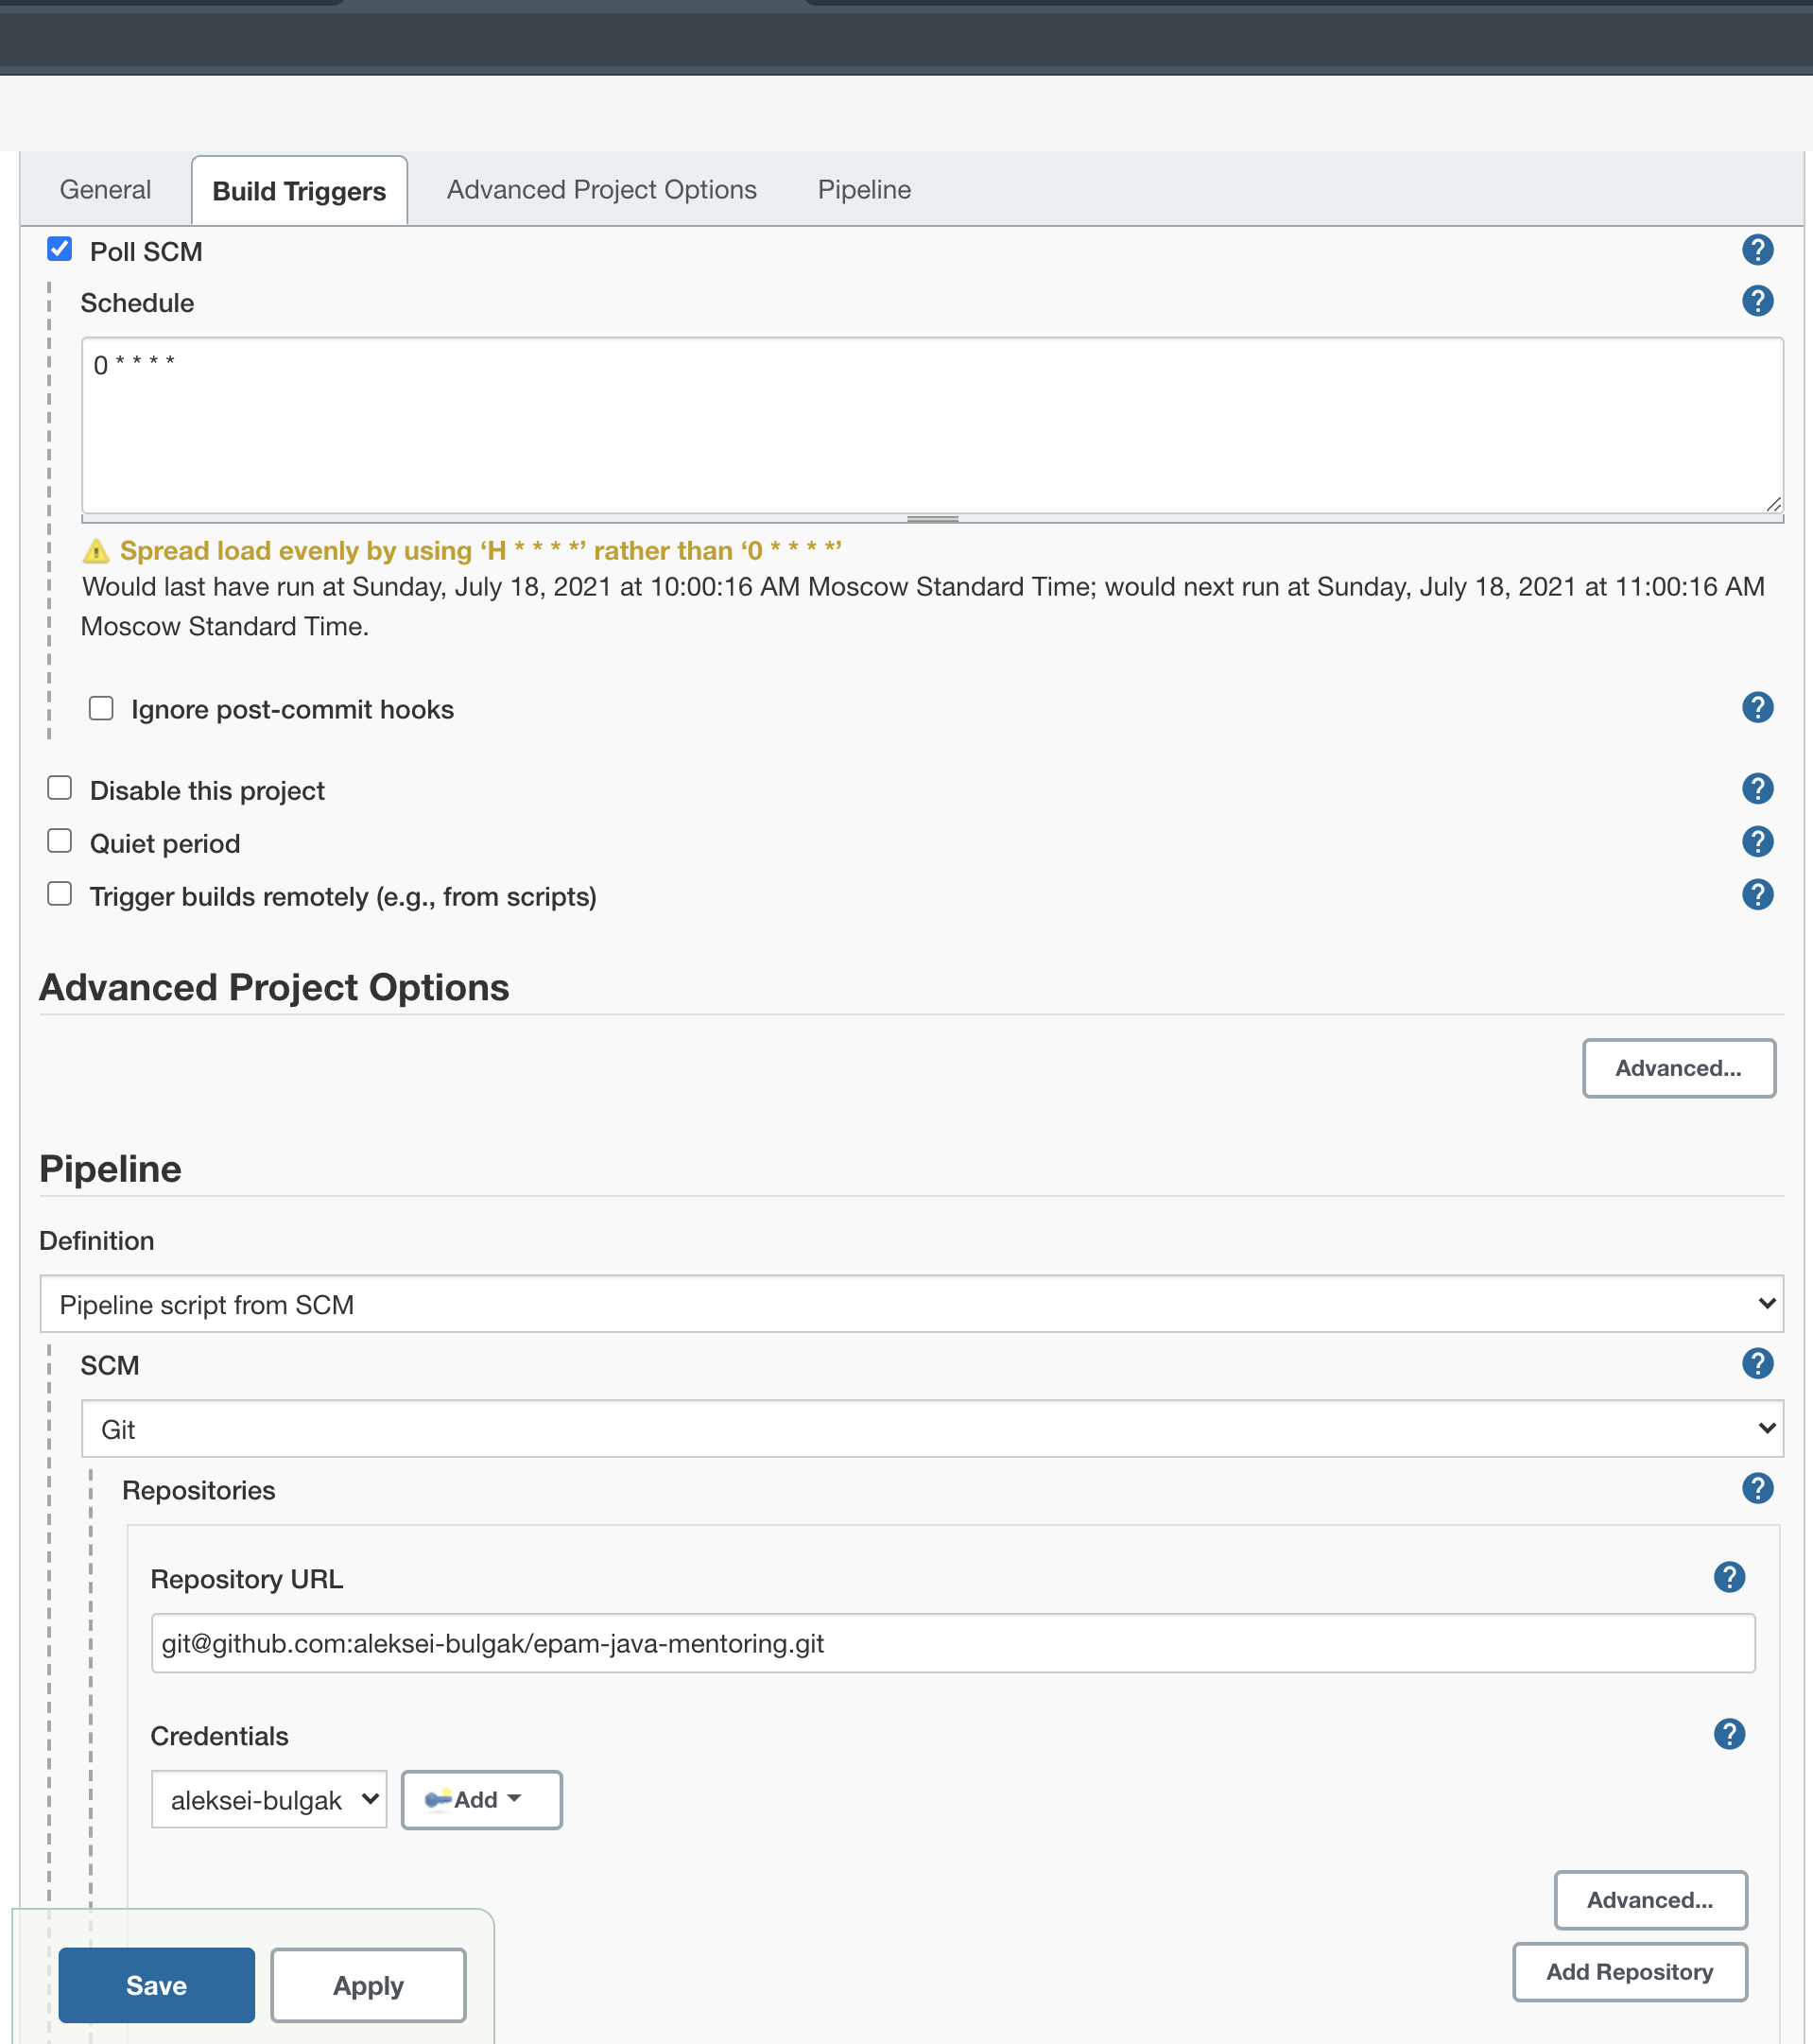 General Build Triggers Advanced Project Options Pipeline
Poll SCM ?
Schedule ?
0 * * * *
Spread load evenly by using ‘H * * * *’ rather than ‘0 * * * *’
Would last have run at Sunday, July 18, 2021 at 10:00:16 AM Moscow Standard Time; would next run at Sunday, July 18, 2021 at 11:00:16 AM
Moscow Standard Time.
Ignore post-commit hooks ?
Disable this project ?
Quiet period ?
Trigger builds remotely (e.g., from scripts) ?
Advanced Project Options
Advanced...
Pipeline
Definition
Pipeline script from SCM
SCM ?
Git
Repositories ?
Repository URL ?
git@github.com:aleksei-bulgak/epam-java-mentoring.git
Credentials ?
aleksei-bulgak Add
Advanced...
Add Repository
Save Apply